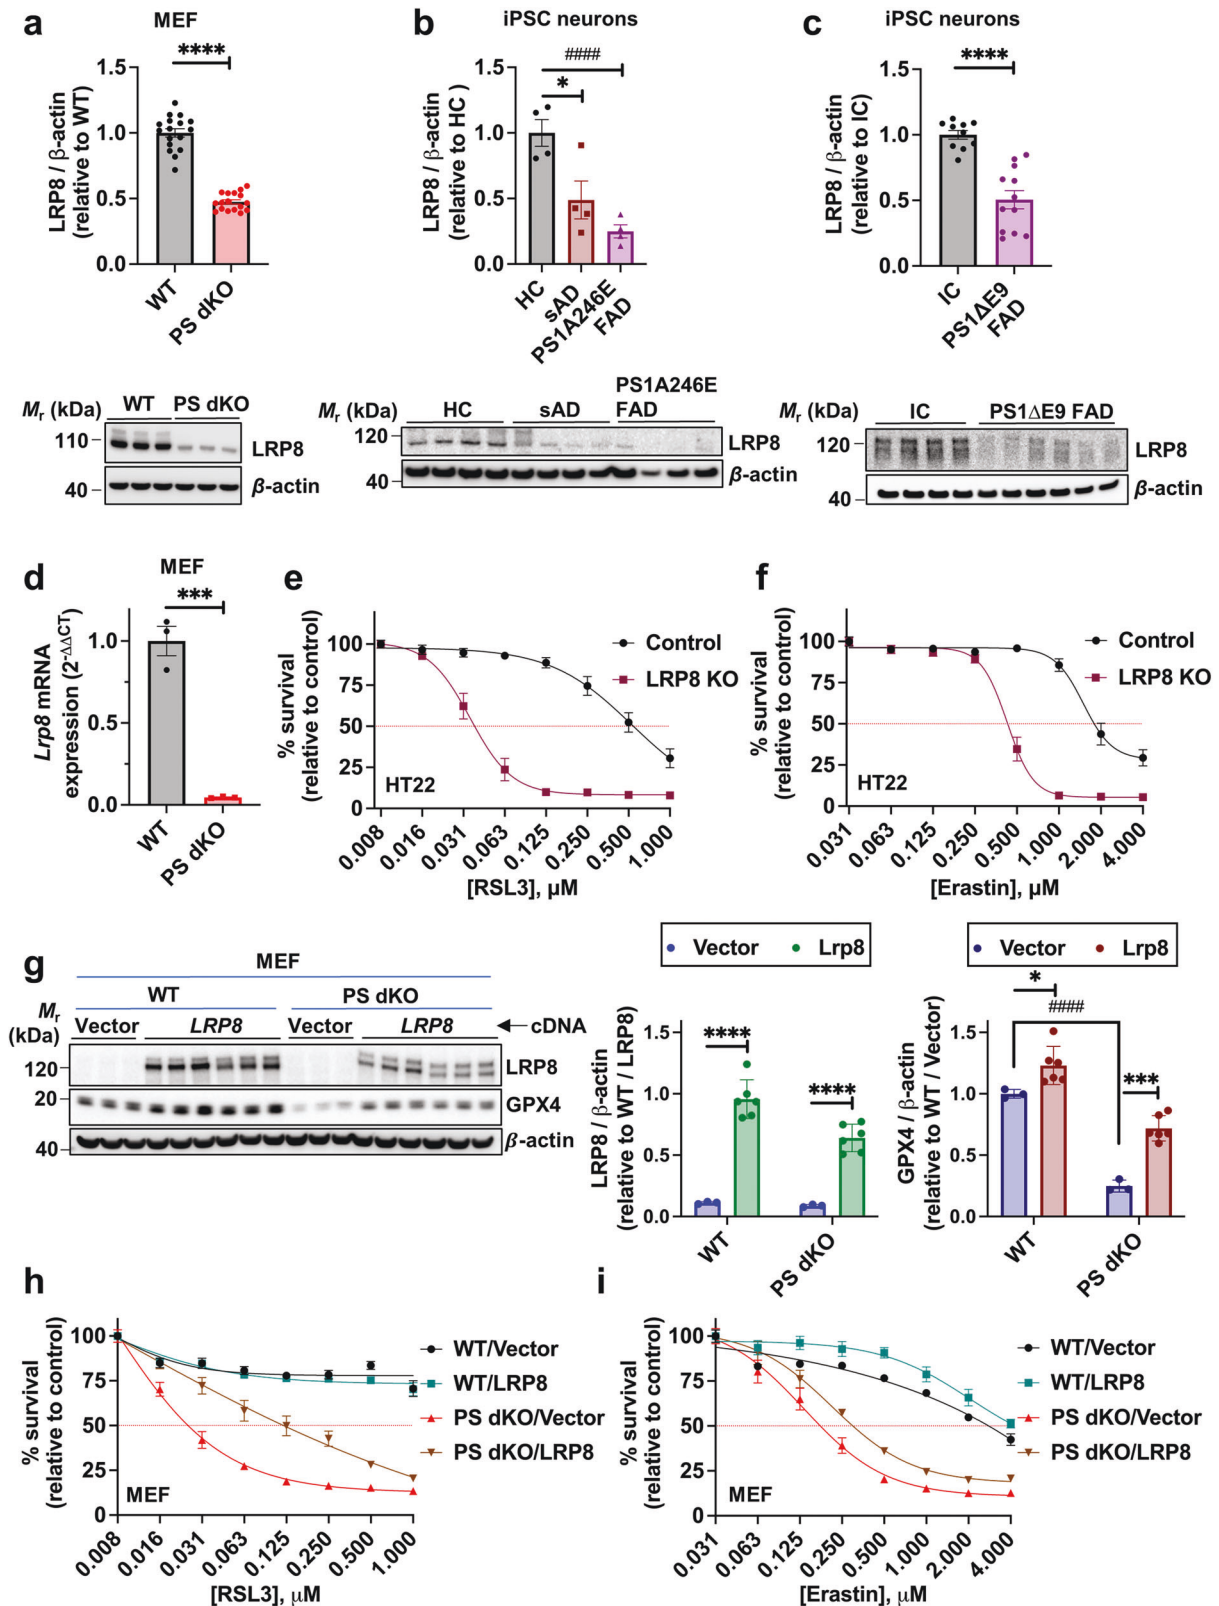 a
MEF
****
LRP8 / β-actin
(relative to WT)
1.5
1.0
0.5
0.0
WT
PS dKO
b
iPSC neurons
####
*
LRP8 / β-actin
(relative to HC)
1.5
1.0
0.5
0.0
HC
sAD
PS1A246E
FAD
c
iPSC neurons
****
LRP8 / β-actin
(relative to IC)
1.5
1.0
0.5
0.0
IC
PS1ΔE9
FAD
Mr (kDa)
WT
PS dKO
110
LRP8
40
β-actin
Mr (kDa)
HC
sAD
PS1A246E
FAD
120
LRP8
40
β-actin
Mr (kDa)
IC
PS1ΔE9 FAD
120
LRP8
40
β-actin
d
MEF
***
Lrp8 mRNA
expression (2-ΔΔCT)
1.0
0.5
0.0
WT
PS dKO
e
% survival
(relative to control)
100
75
50
25
0
Control
LRP8 KO
HT22
0.008
0.016
0.031
0.063
0.125
0.250
0.500
1.000
[RSL3], μM
f
% survival
(relative to control)
100
75
50
25
0
Control
LRP8 KO
HT22
0.031
0.063
0.125
0.250
0.500
1.000
2.000
4.000
[Erastin], μM
g
MEF
WT
PS dKO
Mr
(kDa)
Vector
LRP8
Vector
LRP8
cDNA
120
LRP8
20
GPX4
40
β-actin
Vector
Lrp8
LRP8 / β-actin
(relative to WT / LRP8)
1.5
1.0
0.5
0.0
****
****
WT
PS dKO
Vector
Lrp8
GPX4 / β-actin
(relative to WT / Vector)
1.5
1.0
0.5
0.0
*
####
***
WT
PS dKO
h
% survival
(relative to control)
100
75
50
25
0
WT/Vector
WT/LRP8
PS dKO/Vector
PS dKO/LRP8
MEF
0.008
0.016
0.031
0.063
0.125
0.250
0.500
1.000
[RSL3], μM
i
% survival
(relative to control)
100
75
50
25
0
WT/Vector
WT/LRP8
PS dKO/Vector
PS dKO/LRP8
MEF
0.031
0.063
0.125
0.250
0.500
1.000
2.000
4.000
[Erastin], μM